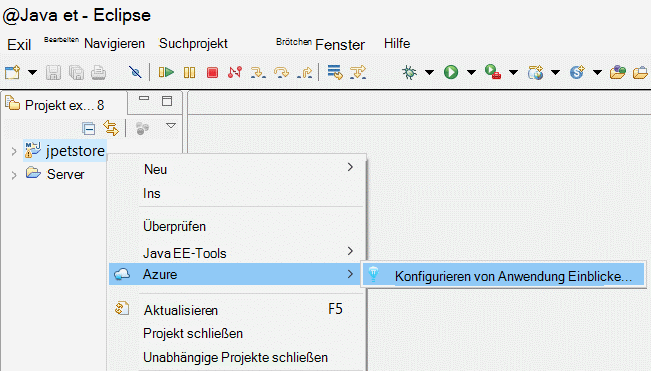 @Java et - Eclipse
Exil Bearbeiten Navigieren Suchprojekt Brötchen Fenster Hilfe
Projekt ex... 8
jpetstore
Server
Neu
Ins
Überprüfen
Java EE-Tools
Azure
Konfigurieren von Anwendung Einblicke...
Aktualisieren F5
Projekt schließen
Unabhängige Projekte schließen